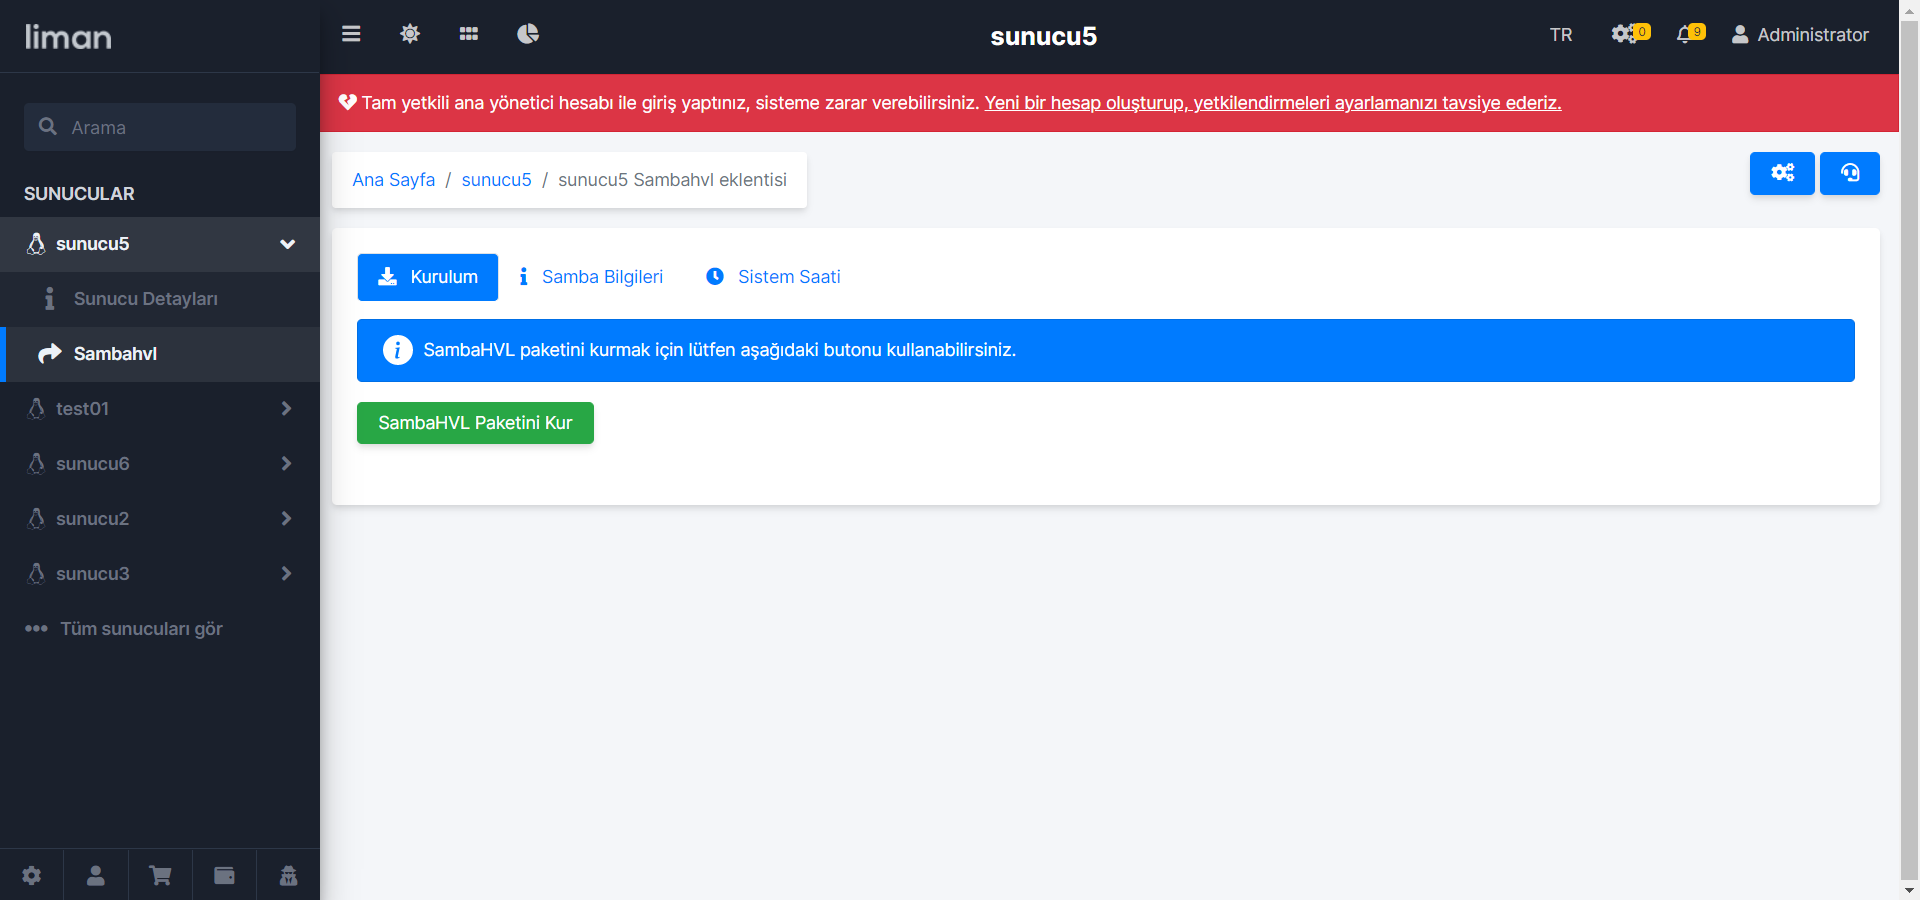 liman
sunucu5
TR
0
9
Administrator
Tam yetkili ana yönetici hesabı ile giriş yaptınız, sisteme zarar verebilirsiniz. Yeni bir hesap oluşturup, yetkilendirmeleri ayarlamanızı tavsiye ederiz.
Arama
SUNUCULAR
sunucu5
Sunucu Detayları
Sambahvl
test01
sunucu6
sunucu2
sunucu3
Tüm sunucuları gör
Ana Sayfa / sunucu5 / sunucu5 Sambahvl eklentisi
Kurulum
Samba Bilgileri
Sistem Saati
SambaHVL paketini kurmak için lütfen aşağıdaki butonu kullanabilirsiniz.
SambaHVL Paketini Kur